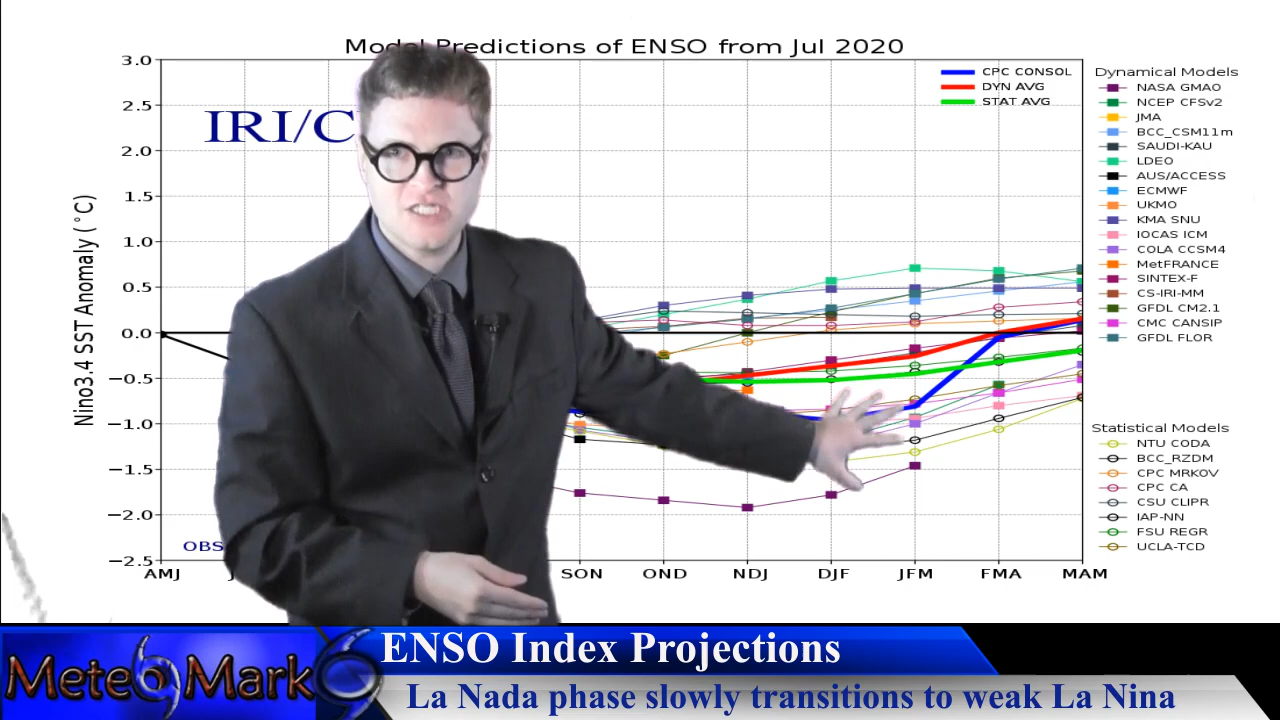 Model Predictions of ENSO from Jul 2020
3.0
2.5
2.0
1.5
1.0
0.5
0.0
−0.5
−1.0
−1.5
−2.0
−2.5
Nino3.4 SST Anomaly (°C)
IRI/C
OBS
AMJ
SON
OND
NDJ
DJF
JFM
FMA
MAM
CPC CONSOL
DYN AVG
STAT AVG
Dynamical Models
NASA GMAO
NCEP CFSv2
JMA
BCC_CSM11m
SAUDI-KAU
LDEO
AUS/ACCESS
ECMWF
UKMO
KMA SNU
IOCAS ICM
COLA CCSM4
MetFRANCE
SINTEX-F
CS-IRI-MM
GFDL CM2.1
CMC CANSIP
GFDL FLOR
Statistical Models
NTU CODA
BCC_RZDM
CPC MRKOV
CPC CA
CSU CLIPR
IAP-NN
FSU REGR
UCLA-TCD
Meteo Mark
ENSO Index Projections
La Nada phase slowly transitions to weak La Nina